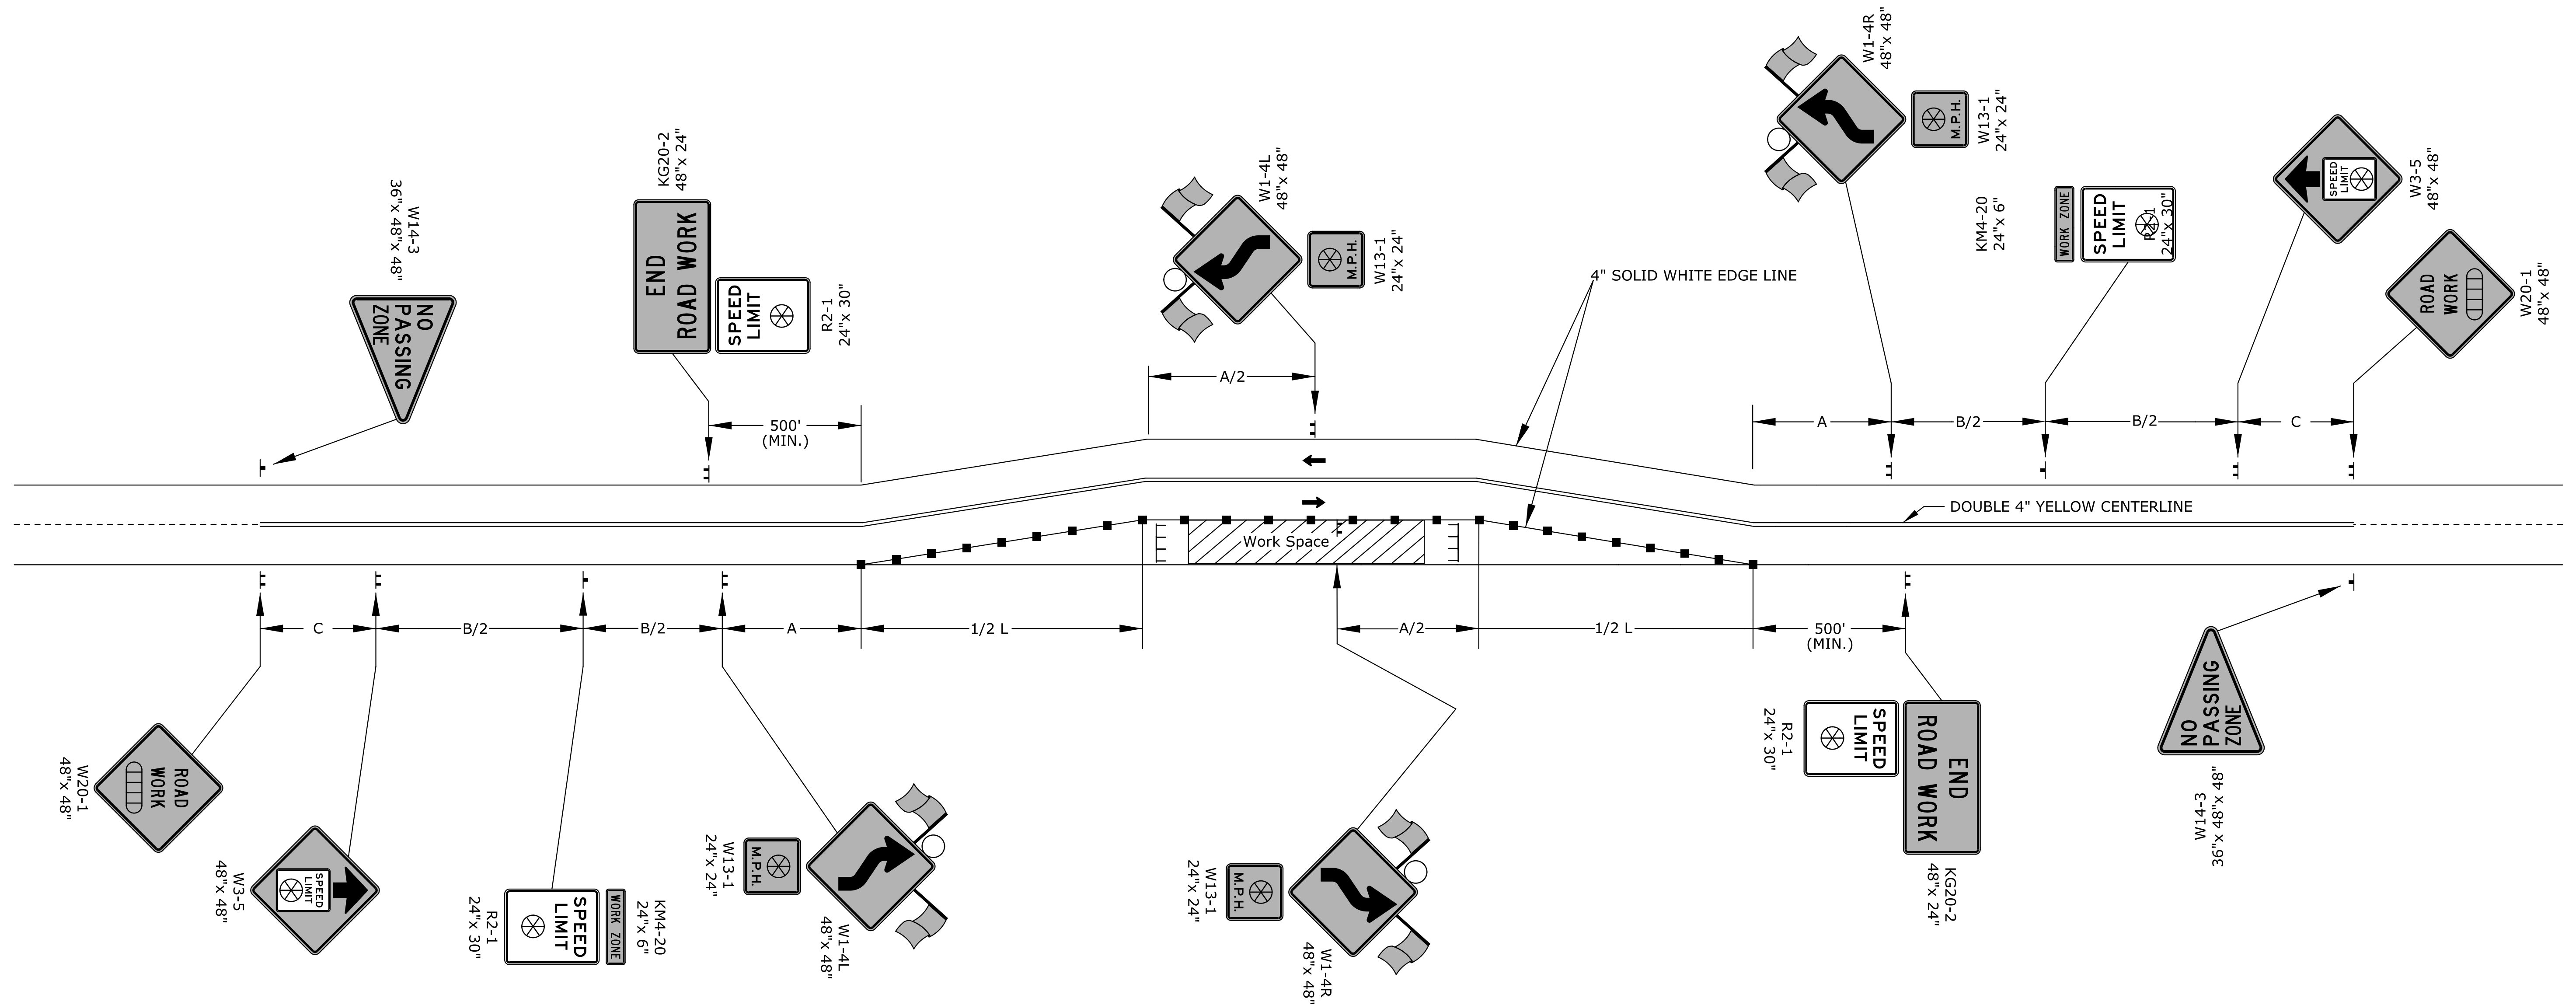 W1-4R
48"x 48"
W13-1
24"x 24"
M.P.H.
W3-5
48"x 48"
SPEED
LIMIT
W20-1
48"x 48"
ROAD
WORK
KM4-20
24"x 6"
WORK ZONE
SPEED
LIMIT
R2-1
24"x 30"
KG20-2
48"x 24"
END
ROAD WORK
SPEED
LIMIT
R2-1
24"x 30"
W14-3
36"x 48"x 48"
NO
PASSING
ZONE
W1-4L
48"x 48"
W13-1
24"x 24"
M.P.H.
4" SOLID WHITE EDGE LINE
A/2
500'
(MIN.)
A
B/2
B/2
C
DOUBLE 4" YELLOW CENTERLINE
Work Space
C
B/2
B/2
A
1/2 L
A/2
1/2 L
500'
(MIN.)
ROAD
WORK
W20-1
48"x 48"
SPEED
LIMIT
W3-5
48"x 48"
SPEED
LIMIT
R2-1
24"x 30"
WORK ZONE
KM4-20
24"x 6"
M.P.H.
W13-1
24"x 24"
W1-4L
48"x 48"
M.P.H.
W13-1
24"x 24"
W1-4R
48"x 48"
SPEED
LIMIT
R2-1
24"x 30"
END
ROAD WORK
KG20-2
48"x 24"
NO
PASSING
ZONE
W14-3
36"x 48"x 48"